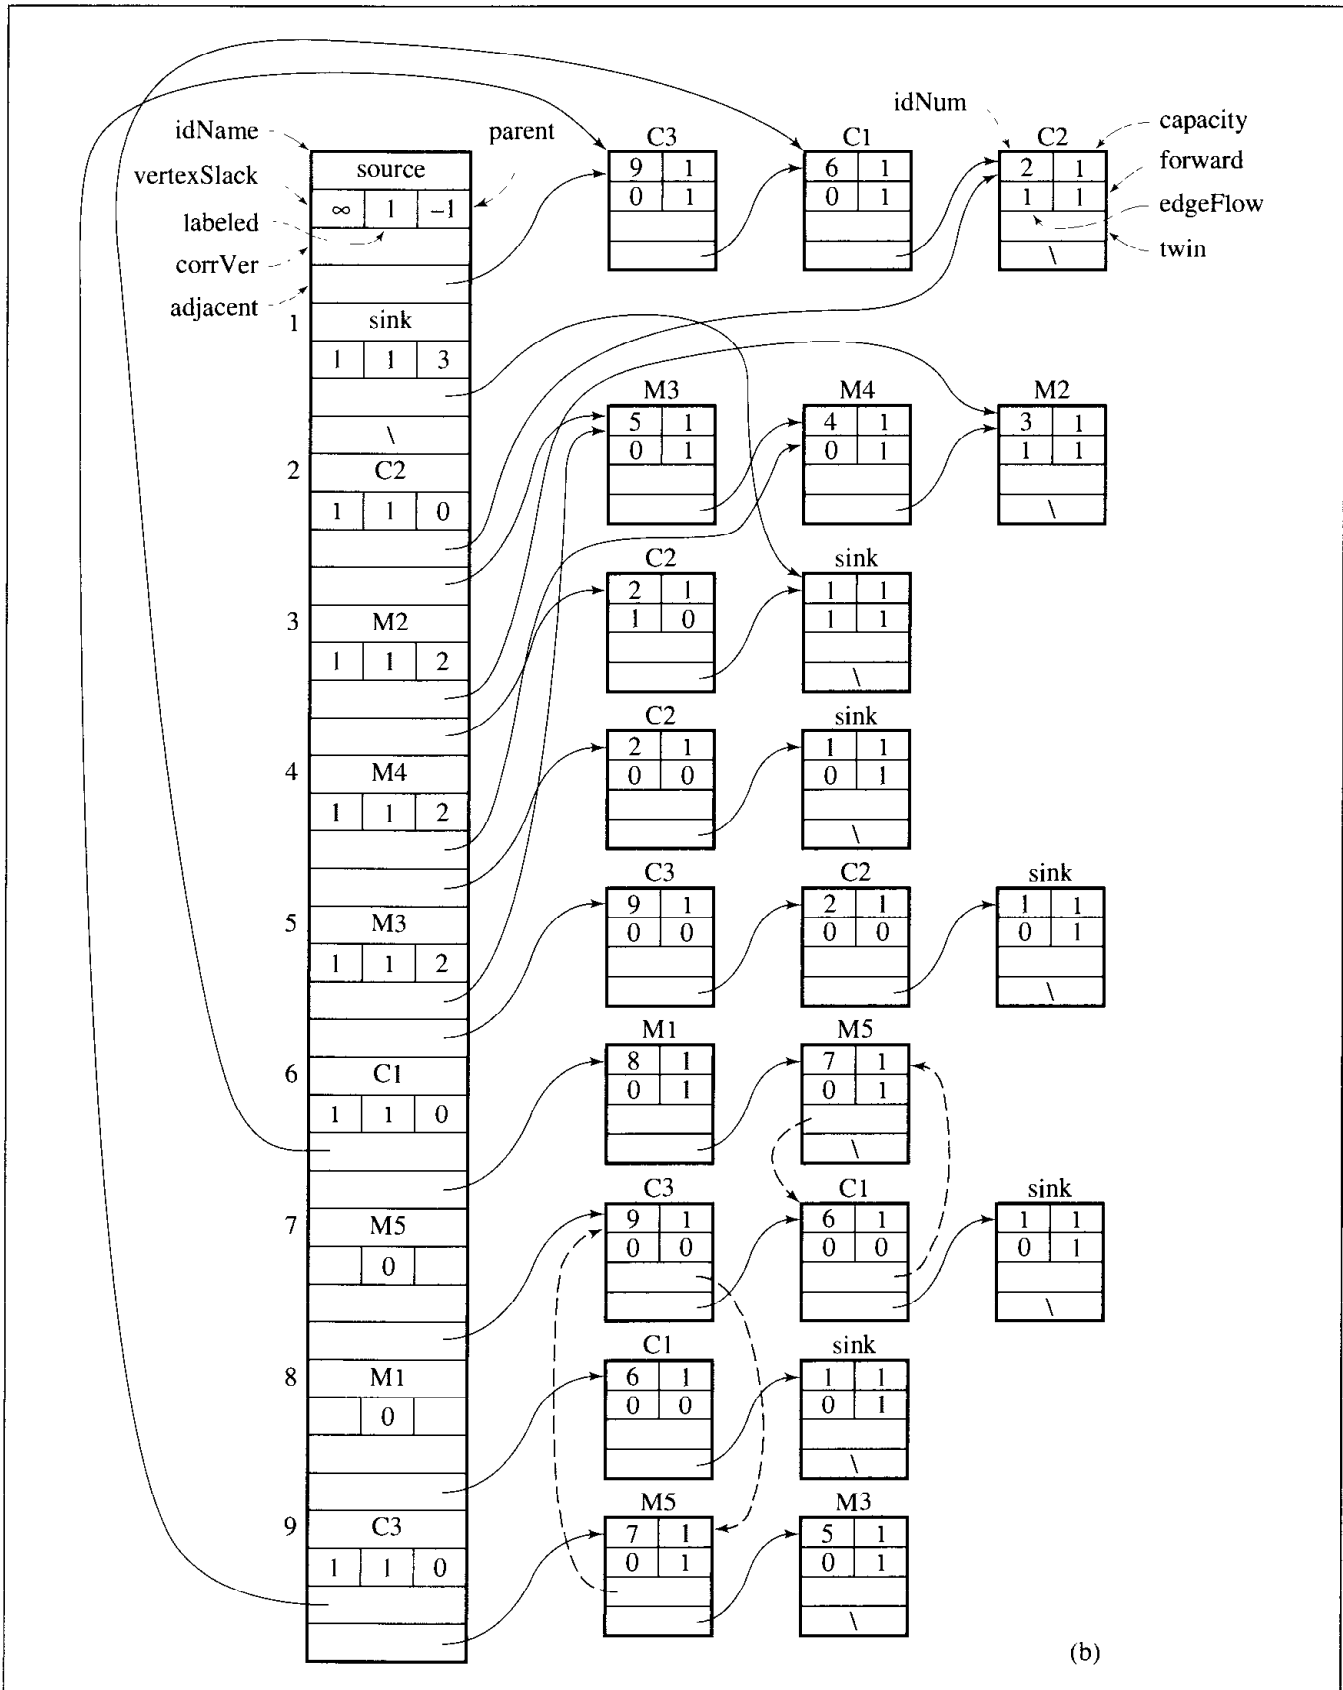 idName
vertexSlack
labeled
corrVer
adjacent
parent
idNum
capacity
forward
edgeFlow
twin
source
∞ 1 -1
C3
9 1
0 1
C1
6 1
0 1
C2
2 1
1 1
\
1
sink
1 1 3
\
2
C2
1 1 0
M3
5 1
0 1
M4
4 1
0 1
M2
3 1
1 1
\
3
M2
1 1 2
C2
2 1
1 0
sink
1 1
1 1
\
4
M4
1 1 2
C2
2 1
0 0
sink
1 1
0 1
\
5
M3
1 1 2
C3
9 1
0 0
C2
2 1
0 0
sink
1 1
0 1
\
6
C1
1 1 0
M1
8 1
0 1
M5
7 1
0 1
\
7
M5
0
C3
9 1
0 0
C1
6 1
0 0
sink
1 1
0 1
\
8
M1
0
C1
6 1
0 0
sink
1 1
0 1
\
9
C3
1 1 0
M5
7 1
0 1
M3
5 1
0 1
\
(b)